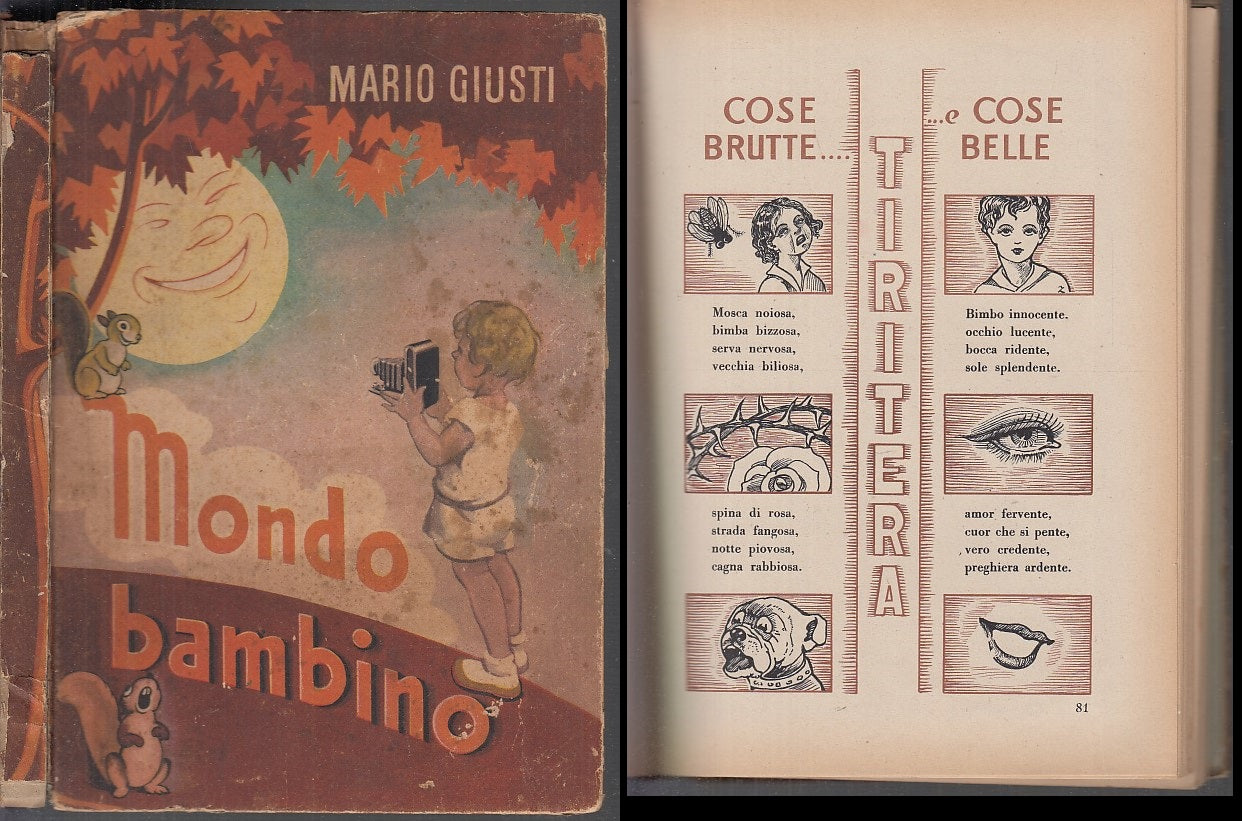 MARIO GIUSTI
Mondo
bambino
COSE
BRUTTE....
TIRITERA
...e COSE
BELLE
Mosca noiosa,
bimba bizzosa,
serva nervosa,
vecchia biliosa,
spina di rosa,
strada fangosa,
notte piovosa,
cagna rabbiosa.
Bimbo innocente.
occhio lucente,
bocca ridente,
sole splendente.
amor fervente,
cuor che si pente,
vero credente,
preghiera ardente.
81